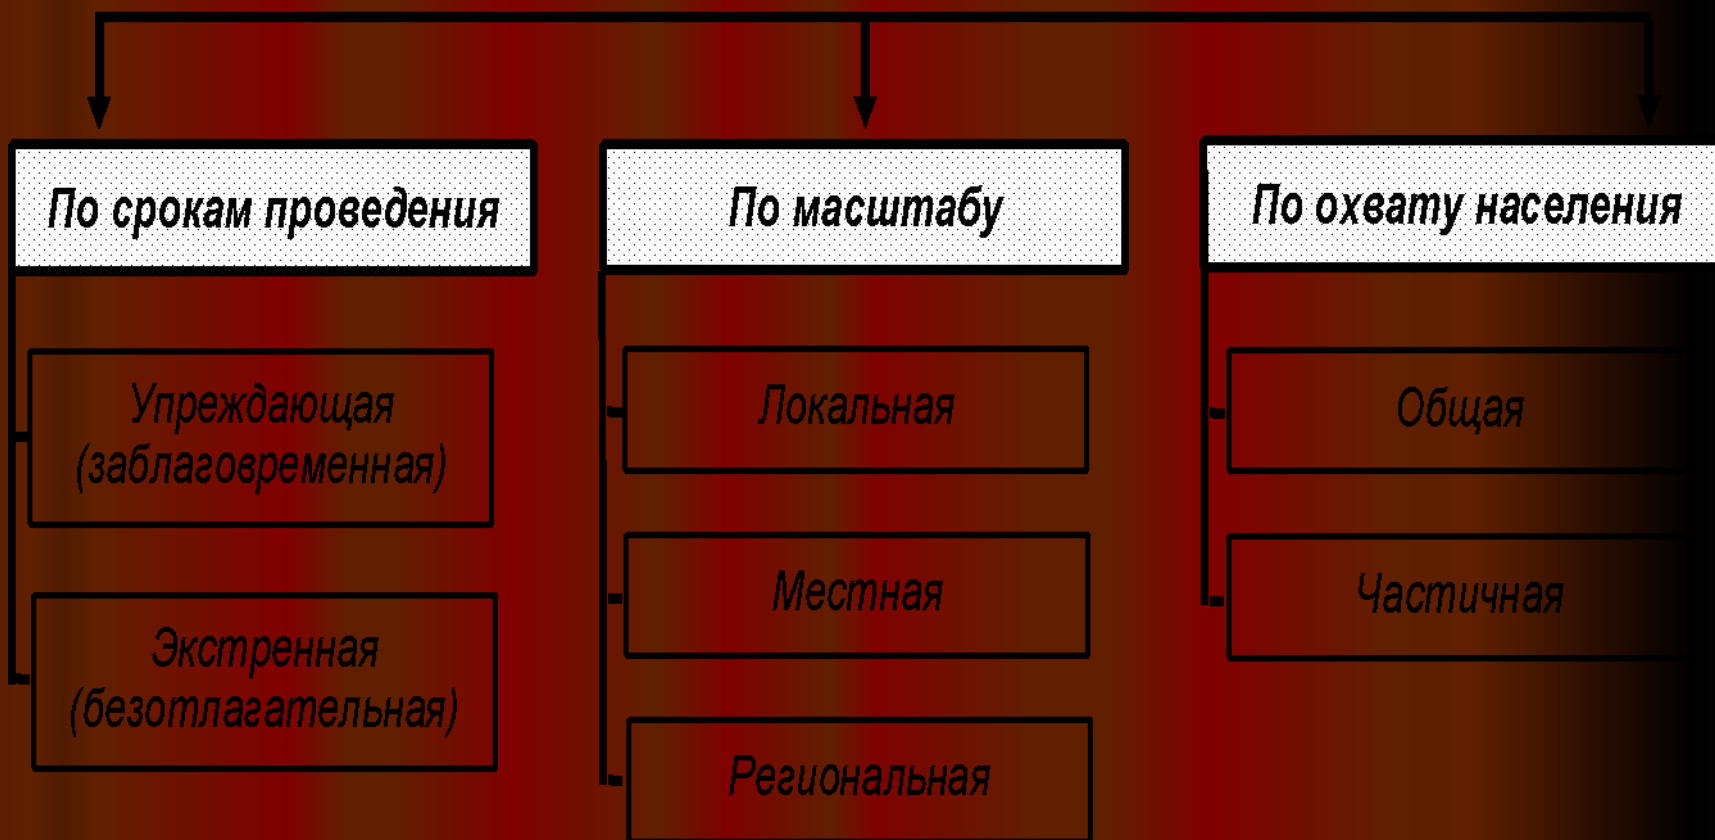 По срокам проведения
Упреждающая
(заблаговременная)
Экстренная
(безотлагательная)
По масштабу
Локальная
Местная
Региональная
По охвату населения
Общая
Частичная